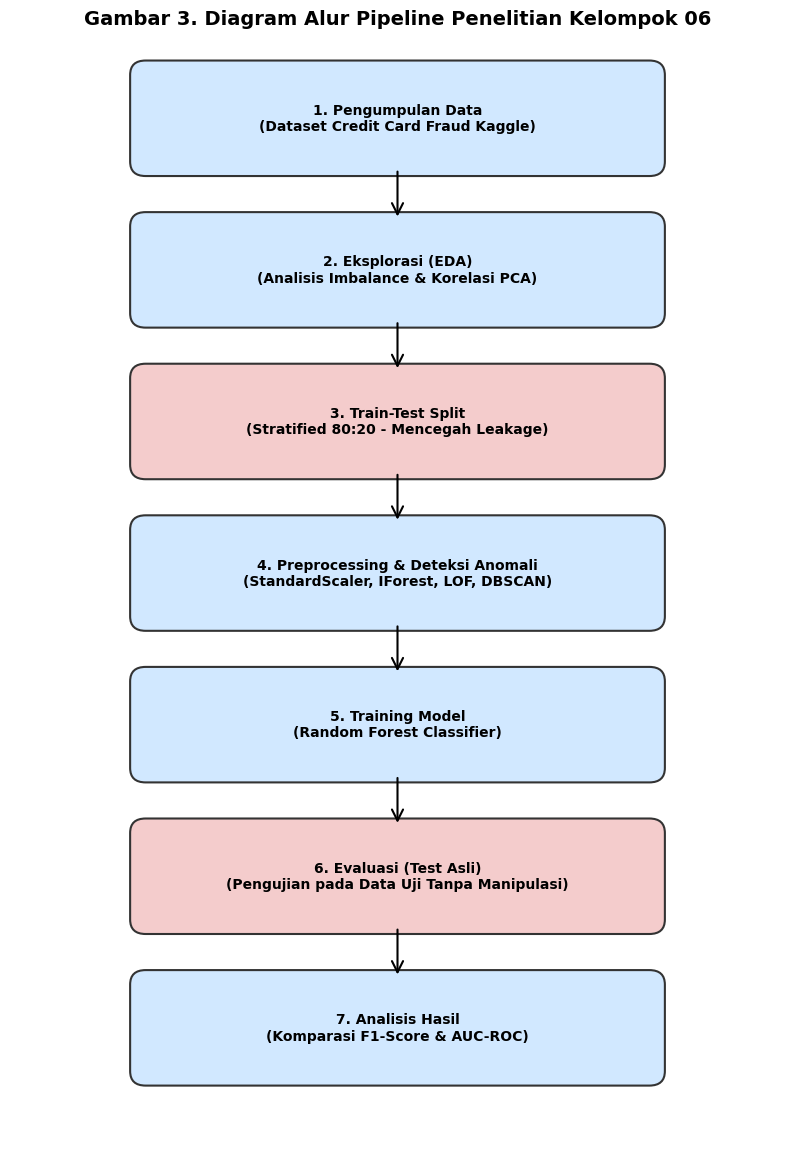 Gambar 3. Diagram Alur Pipeline Penelitian Kelompok 06
1. Pengumpulan Data
(Dataset Credit Card Fraud Kaggle)
2. Eksplorasi (EDA)
(Analisis Imbalance & Korelasi PCA)
3. Train-Test Split
(Stratified 80:20 - Mencegah Leakage)
4. Preprocessing & Deteksi Anomali
(StandardScaler, IForest, LOF, DBSCAN)
5. Training Model
(Random Forest Classifier)
6. Evaluasi (Test Asli)
(Pengujian pada Data Uji Tanpa Manipulasi)
7. Analisis Hasil
(Komparasi F1-Score & AUC-ROC)